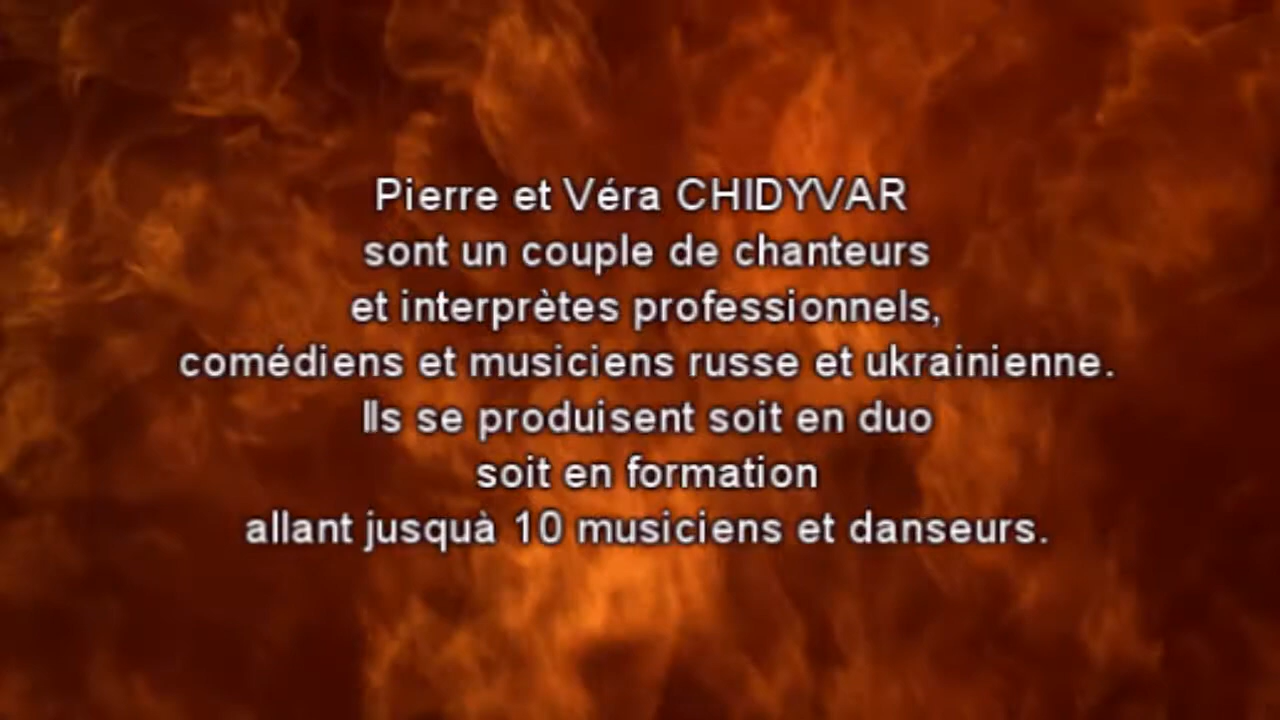 Pierre et Véra CHIDYVAR
sont un couple de chanteurs
et interprètes professionnels,
comédiens et musiciens russe et ukrainienne.
Ils se produisent soit en duo
soit en formation
allant jusquà 10 musiciens et danseurs.